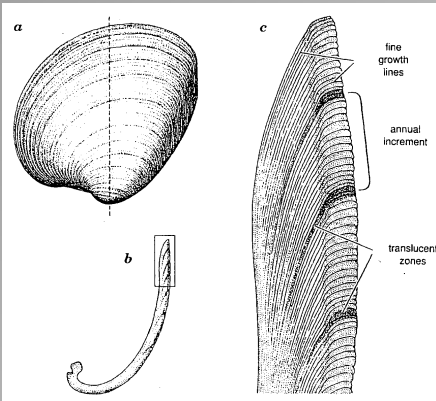 a
c
fine
growth
lines
annual
increment
b
translucent
zones